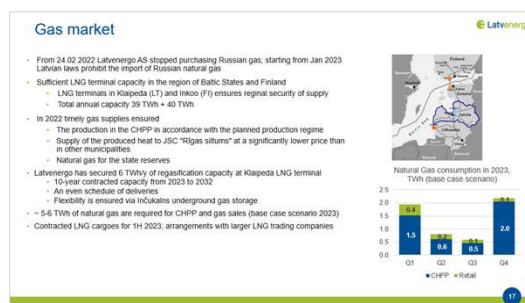 Gas market
Latvenergo
From 24.02.2022 Latvenergo AS stopped purchasing Russian gas, starting from Jan 2023
Latvian laws prohibit the import of Russian natural gas
Sufficient LNG terminal capacity in the region of Baltic States and Finland
LNG terminals in Klaipeda (LT) and Inkoo (FI) ensures reginal security of supply
Total annual capacity 39 TWh + 40 TWh
In 2022 timely gas supplies ensured
The production in the CHPP in accordance with the planned production regime
Supply of the produced heat to JSC "Rīgas siltums" at a significantly lower price than
in other municipalities
Natural gas for the state reserves
Latvenergo has secured 6 TWh/y of regasification capacity at Klaipeda LNG terminal
10-year contracted capacity from 2023 to 2032
An even schedule of deliveries
Flexibility is ensured via Inčukalns underground gas storage
~ 5-6 TWh of natural gas are required for CHPP and gas sales (base case scenario 2023)
Contracted LNG cargoes for 1H 2023; arrangements with larger LNG trading companies
Finland
Latvia
Lithuania
Natural Gas consumption in 2023,
TWh (base case scenario)
2.5
2.0
1.5
1.0
0.5
0.0
0.4
1.5
0.2
0.6
0.1
0.5
0.1
2.0
Q1 Q2 Q3 Q4
CHPP Retail
17